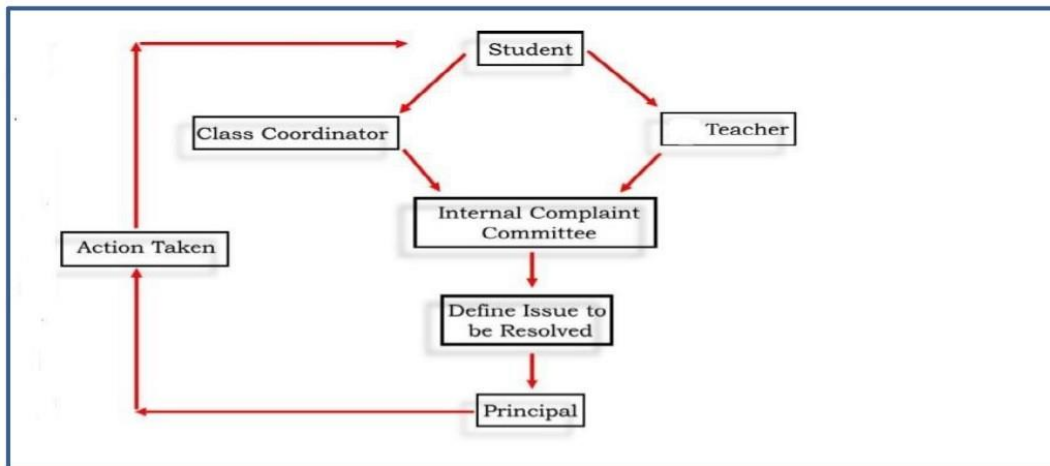 Student
Class Coordinator
Teacher
Internal Complaint
Committee
Action Taken
Define Issue to
be Resolved
Principal